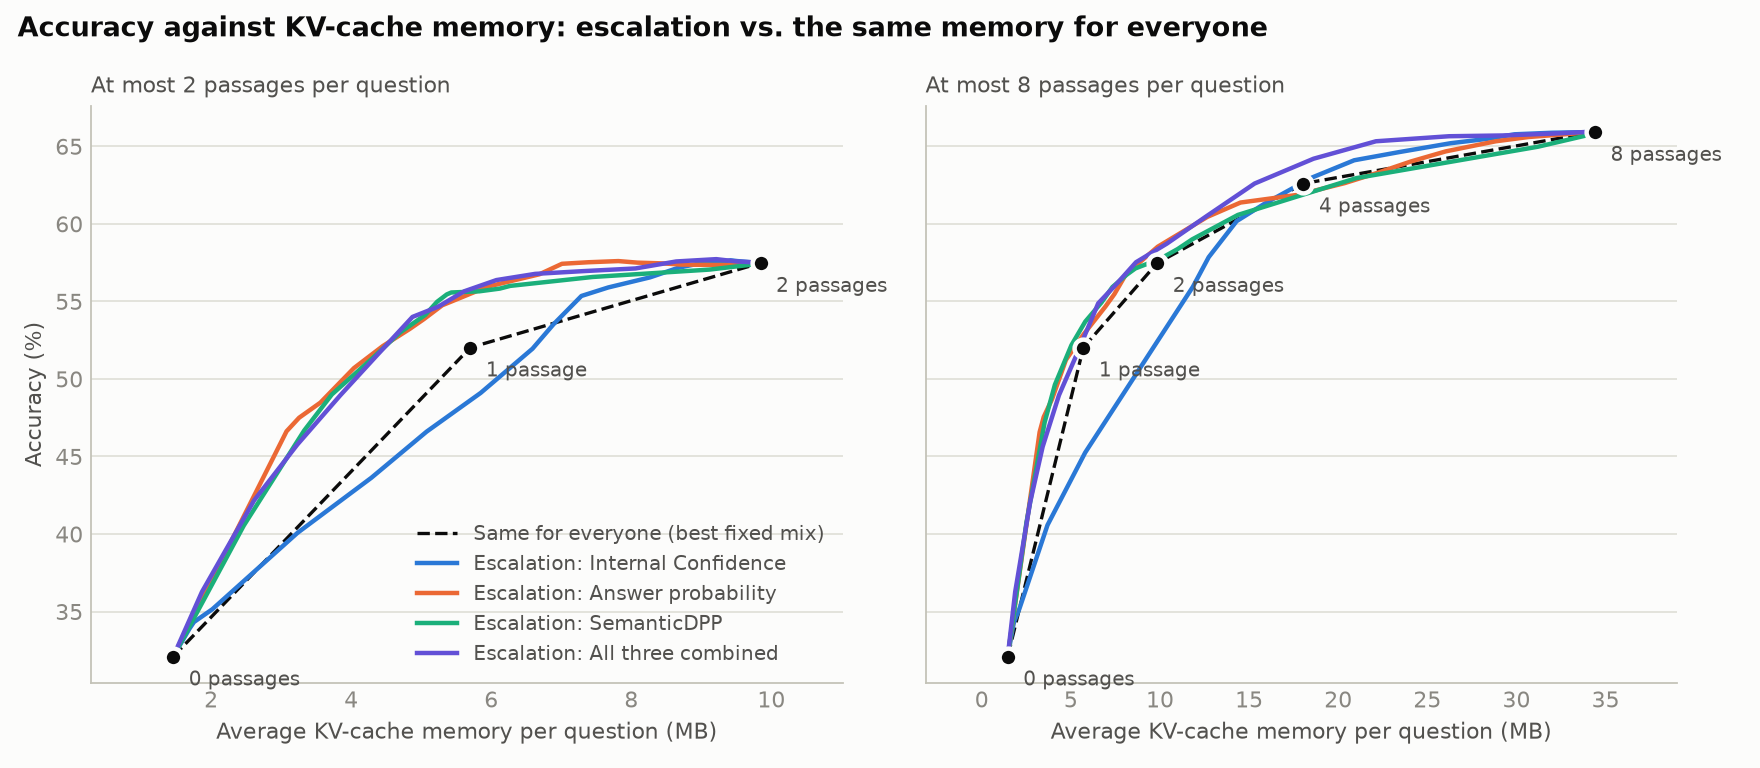 Accuracy against KV-cache memory: escalation vs. the same memory for everyone
At most 2 passages per question
Accuracy (%)
65
60
55
50
45
40
35
2 passages
1 passage
0 passages
Same for everyone (best fixed mix)
Escalation: Internal Confidence
Escalation: Answer probability
Escalation: SemanticDPP
Escalation: All three combined
2 4 6 8 10
Average KV-cache memory per question (MB)
At most 8 passages per question
8 passages
4 passages
2 passages
1 passage
0 passages
0 5 10 15 20 25 30 35
Average KV-cache memory per question (MB)